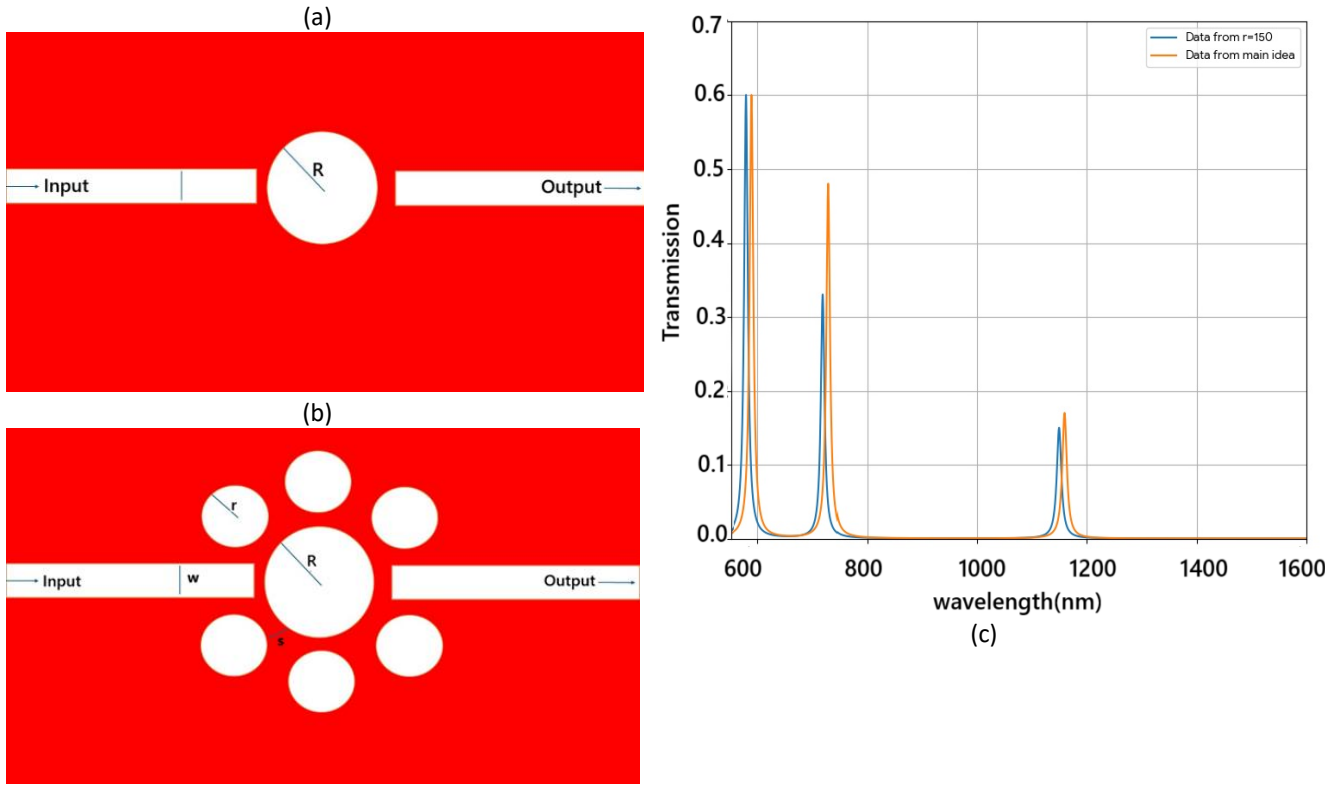 (a)
R
Input
Output
(b)
r
R
Input
w
Output
s
0.7
0.6
0.5
0.4
0.3
0.2
0.1
0.0
Transmission
Data from r=150
Data from main idea
600 800 1000 1200 1400 1600
wavelength(nm)
(c)